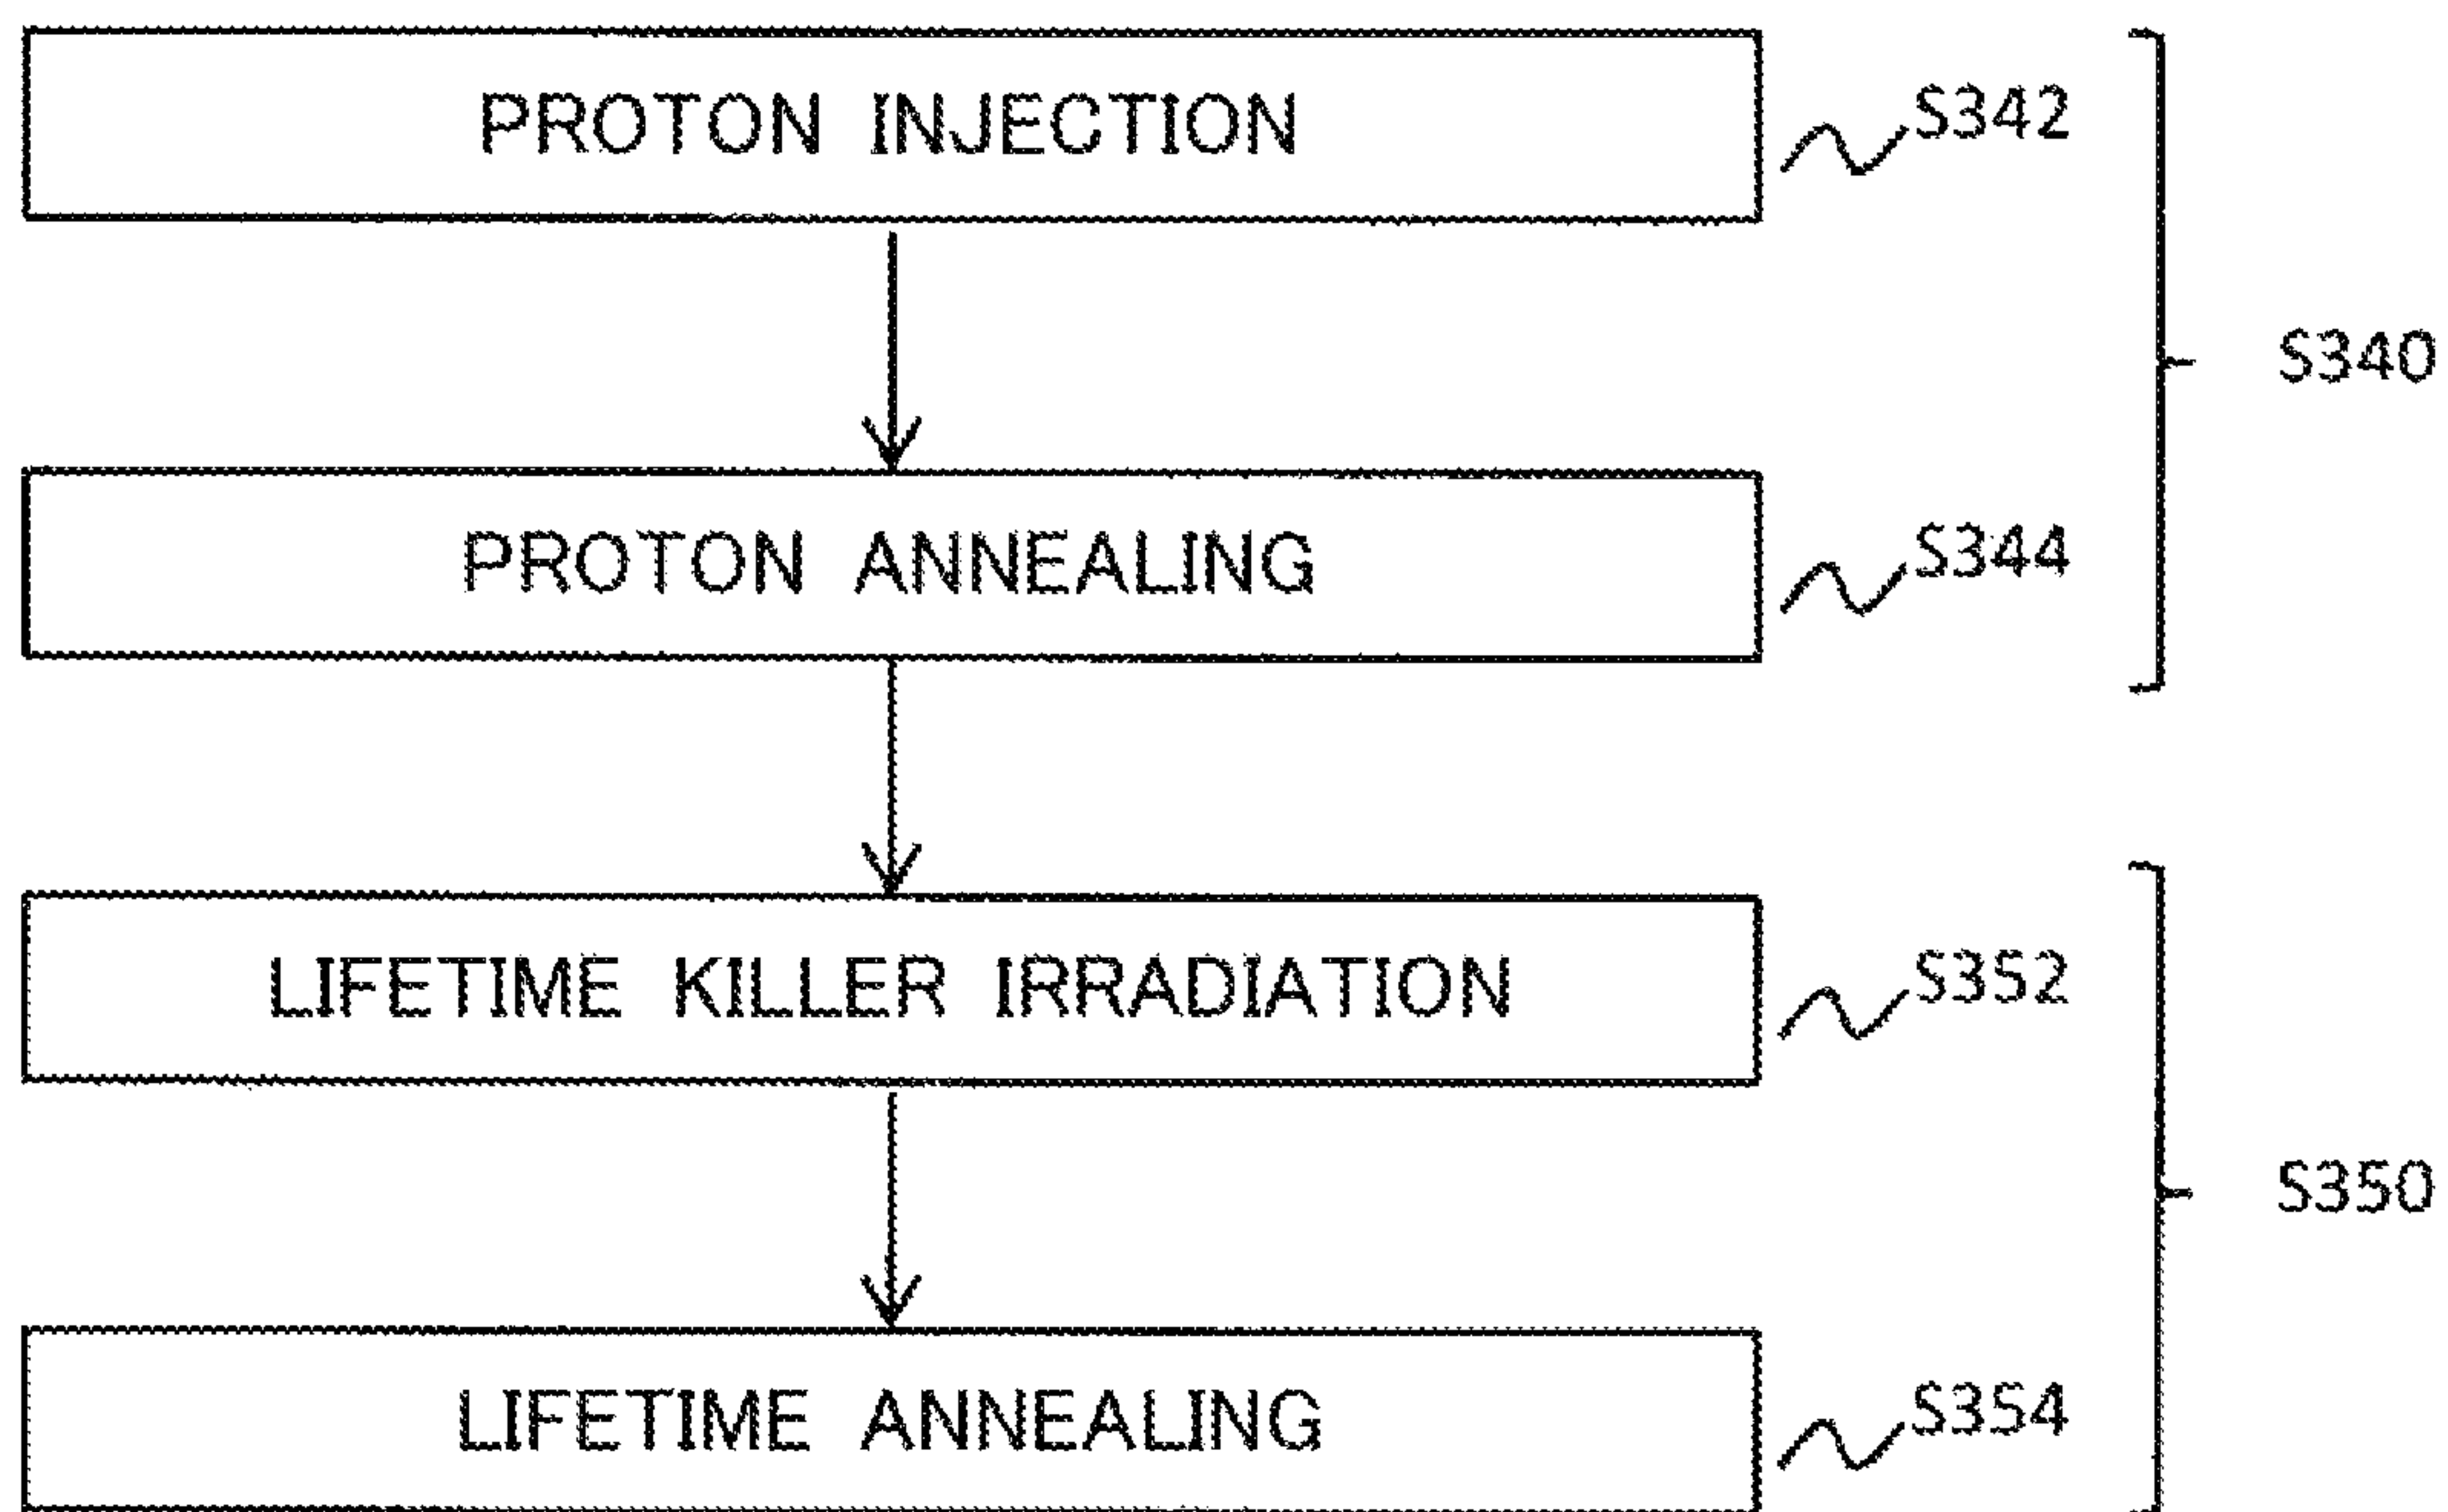 PROTON INJECTION
S342
S340
PROTON ANNEALING
S344
LIFETIME KILLER IRRADIATION
S352
S350
LIFETIME ANNEALING
S354